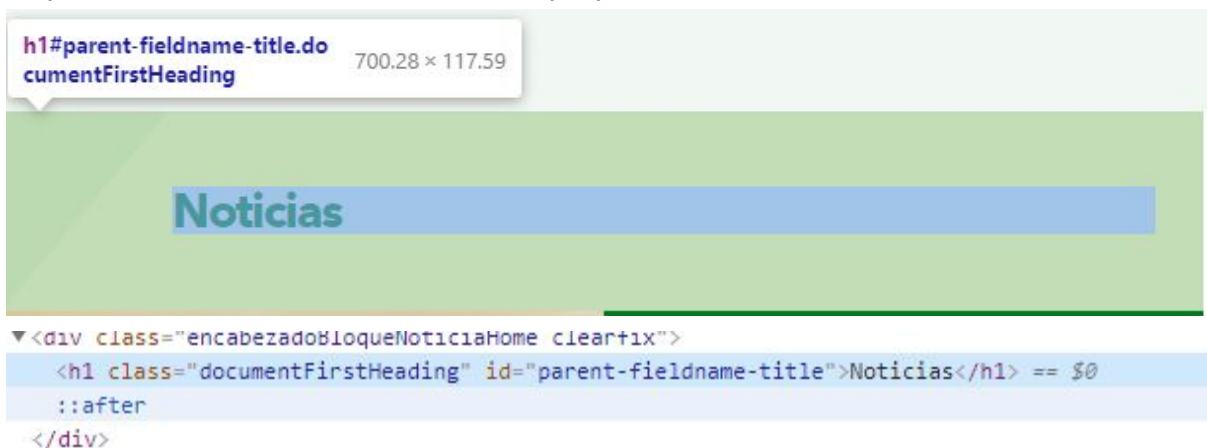 h1#parent-fieldname-title.do
cumentFirstHeading
700.28 × 117.59
Noticias
▼<div class="encabezadoBloqueNoticiaHome clearfix">
<h1 class="documentFirstHeading" id="parent-fieldname-title">Noticias</h1> == $0
::after
</div>